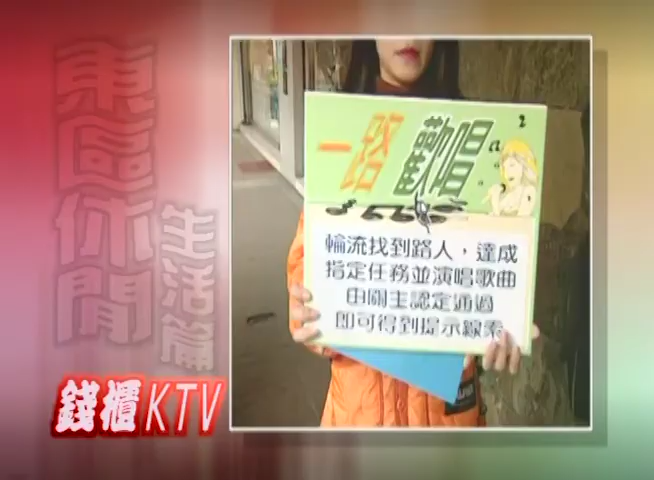 東區休閒
生活篇
錢櫃KTV
一路歡唱
輪流找到路人，達成
指定任務並演唱歌曲
由關主認定通過
即可得到提示線索